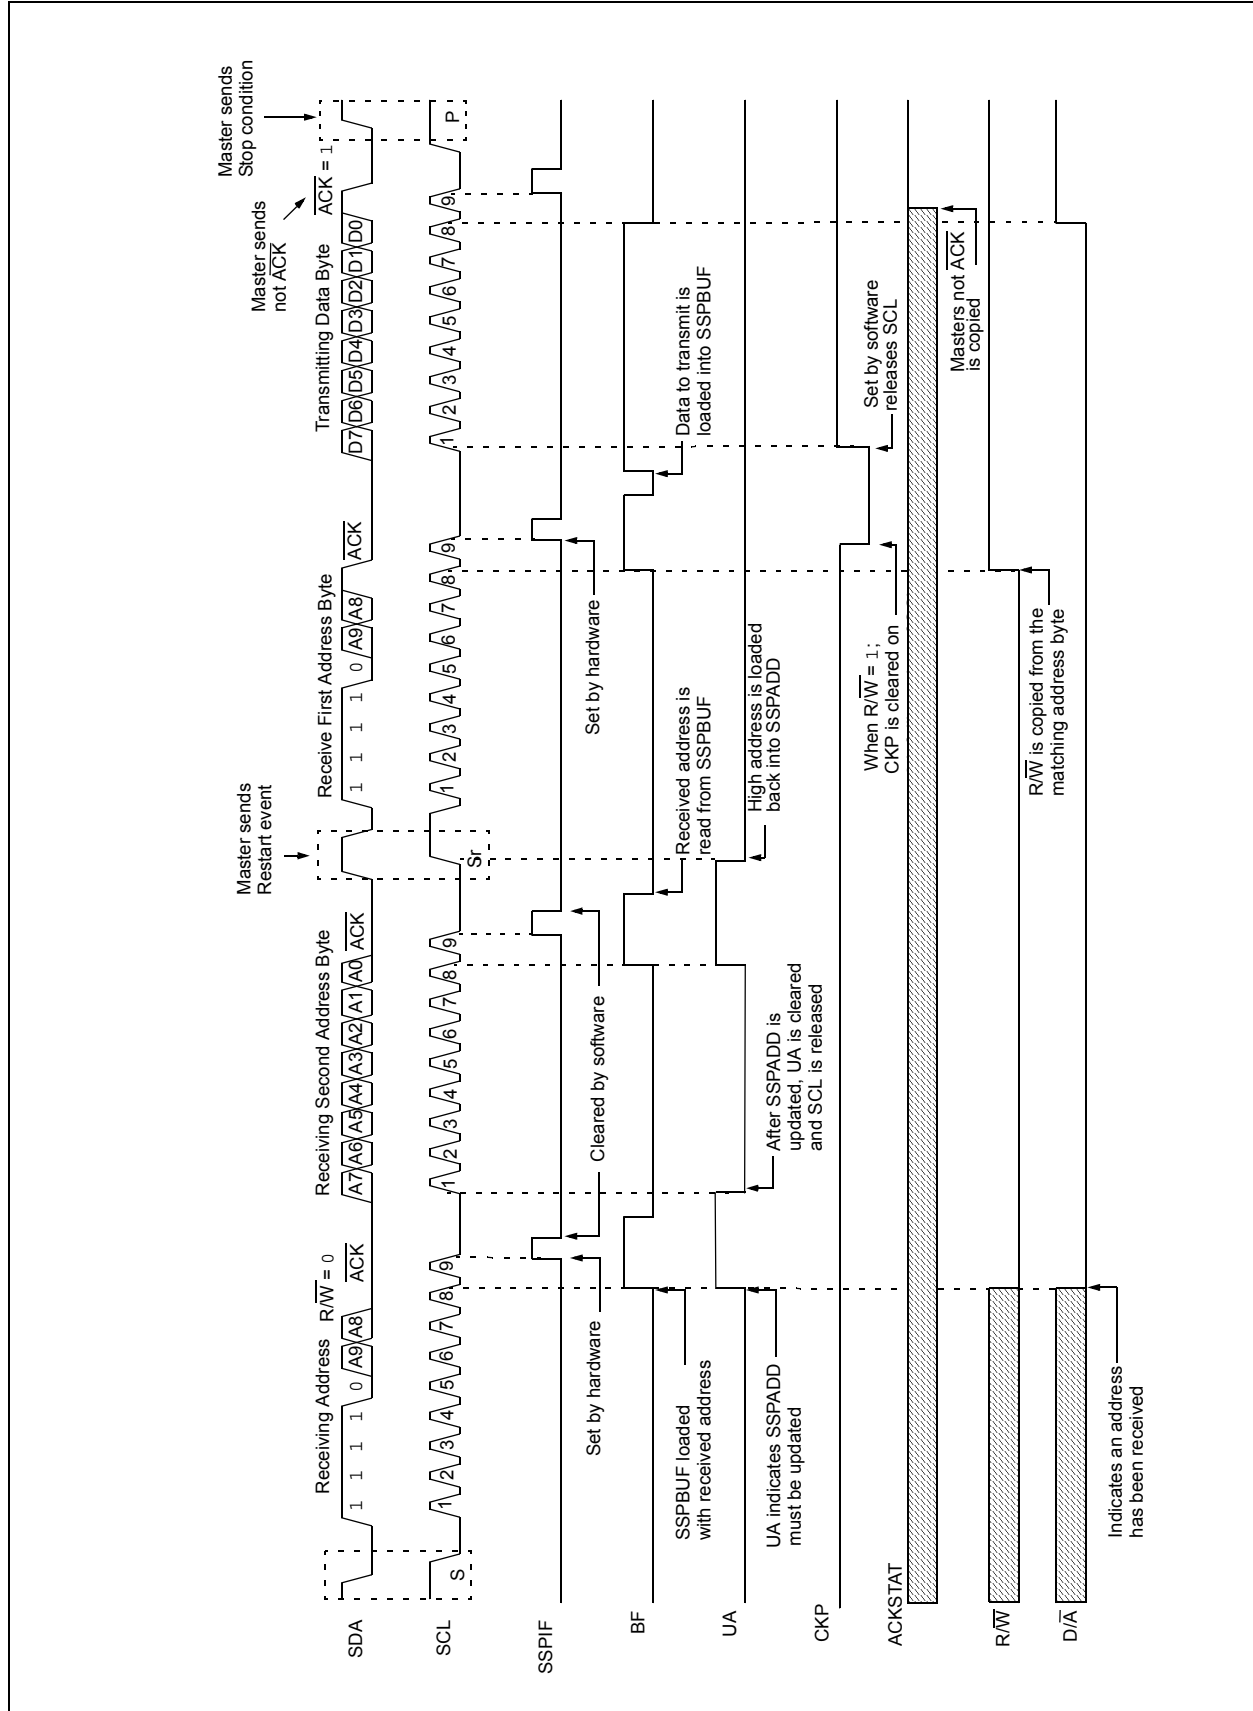 Master sends
Restart event
Master sends
not ACK
Master sends
Stop condition
Receiving Address R/W = 0
Receiving Second Address Byte
Receive First Address Byte
Transmitting Data Byte
ACK = 1
SDA
1 1 1 1 0 A9 A8 ACK
A7 A6 A5 A4 A3 A2 A1 A0 ACK
1 1 1 1 0 A9 A8 ACK
D7 D6 D5 D4 D3 D2 D1 D0
SCL
S
1 2 3 4 5 6 7 8 9
1 2 3 4 5 6 7 8 9
Sr
1 2 3 4 5 6 7 8 9
1 2 3 4 5 6 7 8 9
P
SSPIF
Set by hardware
Cleared by software
Set by hardware
BF
SSPBUF loaded
with received address
Received address is
read from SSPBUF
Data to transmit is
loaded into SSPBUF
UA
UA indicates SSPADD
must be updated
After SSPADD is
updated, UA is cleared
and SCL is released
High address is loaded
back into SSPADD
CKP
When R/W = 1;
CKP is cleared on
Set by software
releases SCL
ACKSTAT
Masters not ACK
is copied
R/W
R/W is copied from the
matching address byte
D/A
Indicates an address
has been received